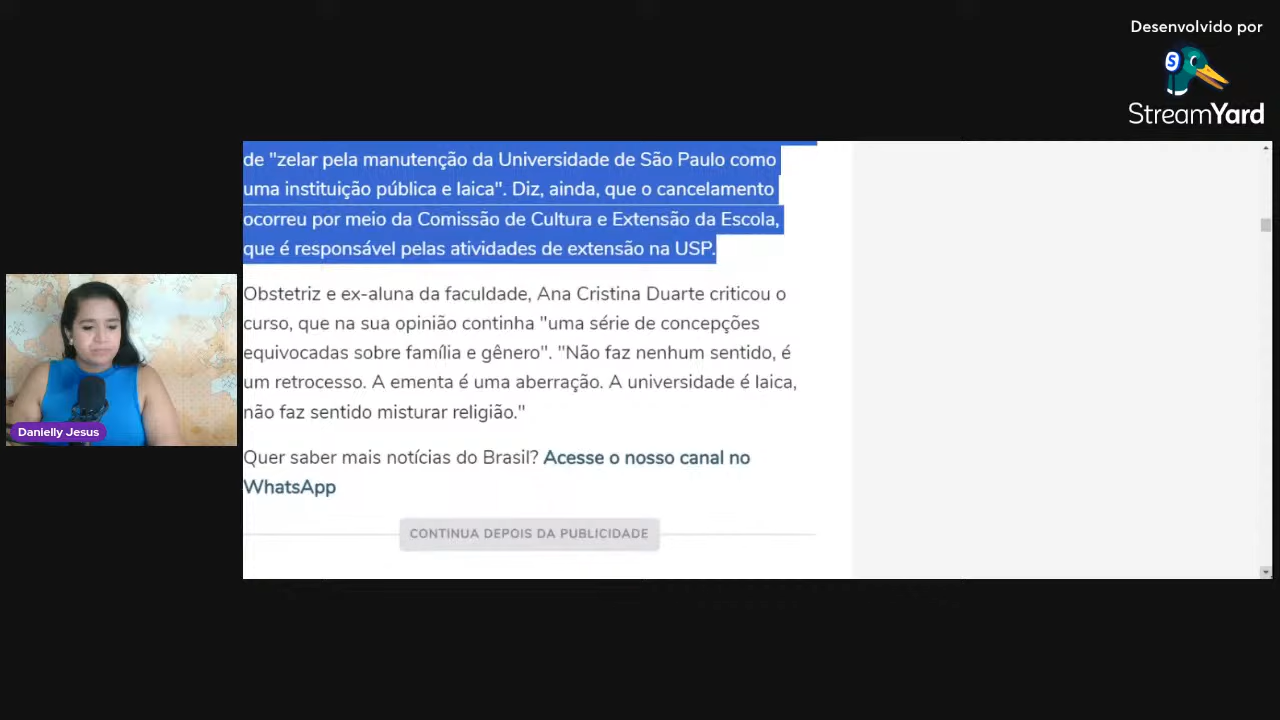 Desenvolvido por
S
StreamYard
de "zelar pela manutenção da Universidade de São Paulo como
uma instituição pública e laica". Diz, ainda, que o cancelamento
ocorreu por meio da Comissão de Cultura e Extensão da Escola,
que é responsável pelas atividades de extensão na USP.
Obstetriz e ex-aluna da faculdade, Ana Cristina Duarte criticou o
curso, que na sua opinião continha "uma série de concepções
equivocadas sobre família e gênero". "Não faz nenhum sentido, é
um retrocesso. A ementa é uma aberração. A universidade é laica,
não faz sentido misturar religião."
Quer saber mais notícias do Brasil? Acesse o nosso canal no
WhatsApp
CONTINUA DEPOIS DA PUBLICIDADE
Danielly Jesus